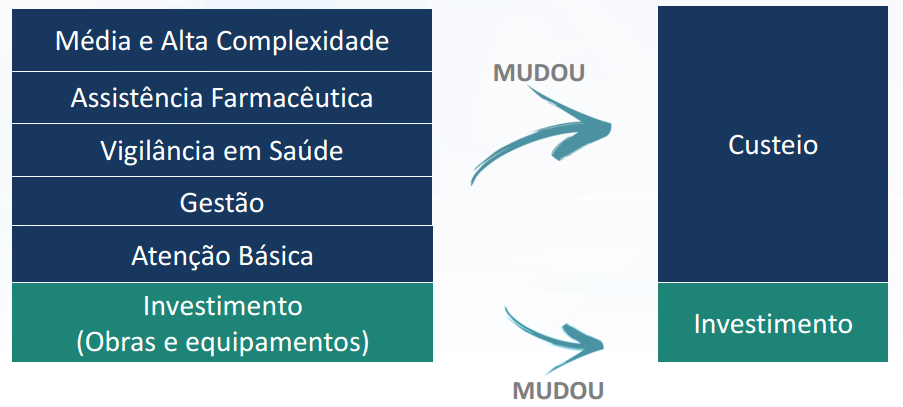 Média e Alta Complexidade
Assistência Farmacêutica
Vigilância em Saúde
Gestão
Atenção Básica
Investimento
(Obras e equipamentos)
MUDOU
MUDOU
Custeio
Investimento